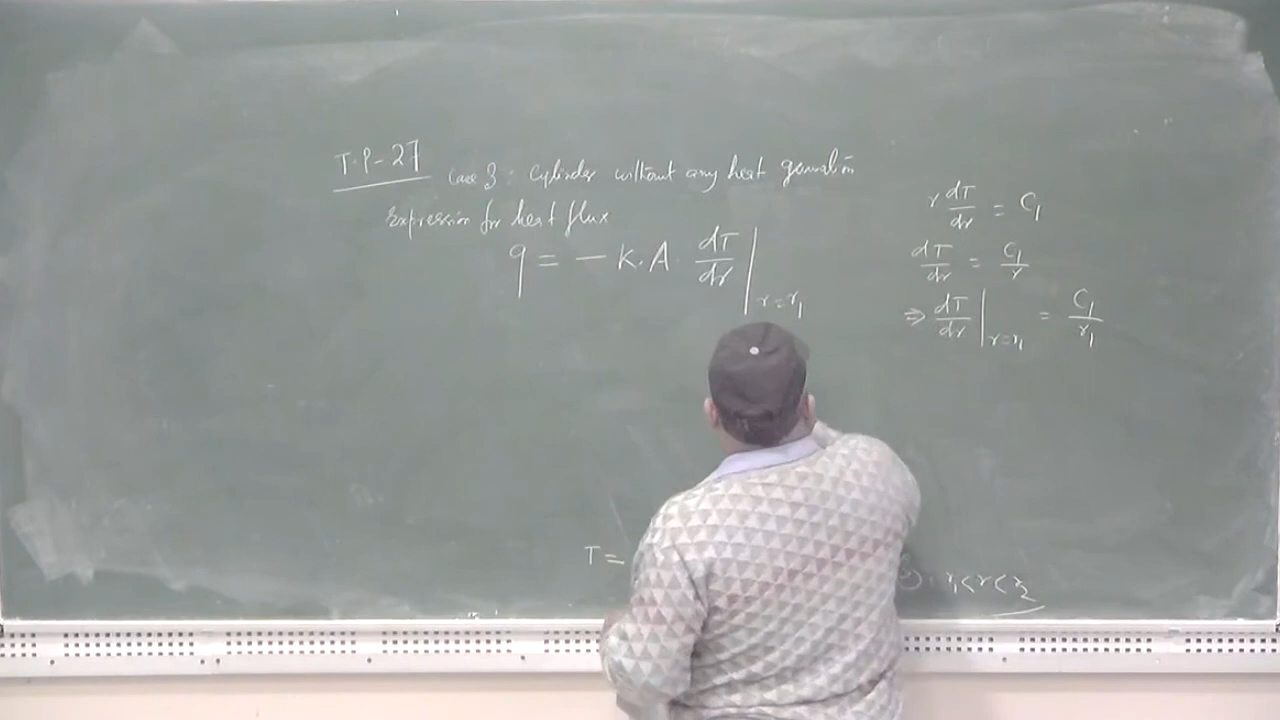 T.P-27 Case 3: Cylinder without any heat generation
Expression for heat flux
q = - K.A. dT/dr |r=r₁
r dT/dr = C₁
dT/dr = C₁/r
⇒ dT/dr |r=r₁ = C₁/r₁
T =
: r₁<r<r₂